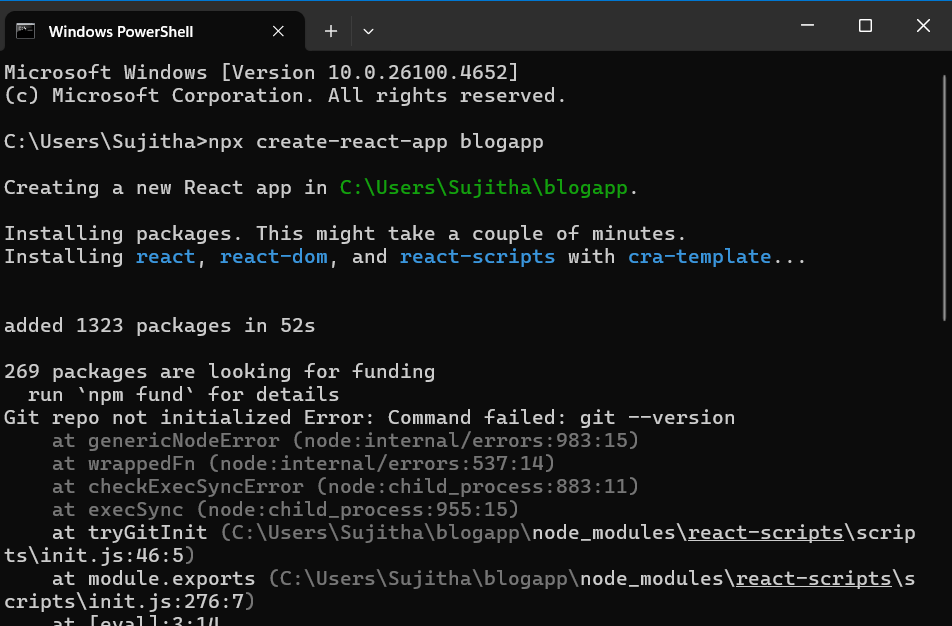 Windows PowerShell
Microsoft Windows [Version 10.0.26100.4652]
(c) Microsoft Corporation. All rights reserved.
C:\Users\Sujitha>npx create-react-app blogapp
Creating a new React app in C:\Users\Sujitha\blogapp.
Installing packages. This might take a couple of minutes.
Installing react, react-dom, and react-scripts with cra-template...
added 1323 packages in 52s
269 packages are looking for funding
  run `npm fund` for details
Git repo not initialized Error: Command failed: git --version
    at genericNodeError (node:internal/errors:983:15)
    at wrappedFn (node:internal/errors:537:14)
    at checkExecSyncError (node:child_process:883:11)
    at execSync (node:child_process:955:15)
    at tryGitInit (C:\Users\Sujitha\blogapp\node_modules\react-scripts\scrip
ts\init.js:46:5)
    at module.exports (C:\Users\Sujitha\blogapp\node_modules\react-scripts\s
cripts\init.js:276:7)
    at [eval]:3:14